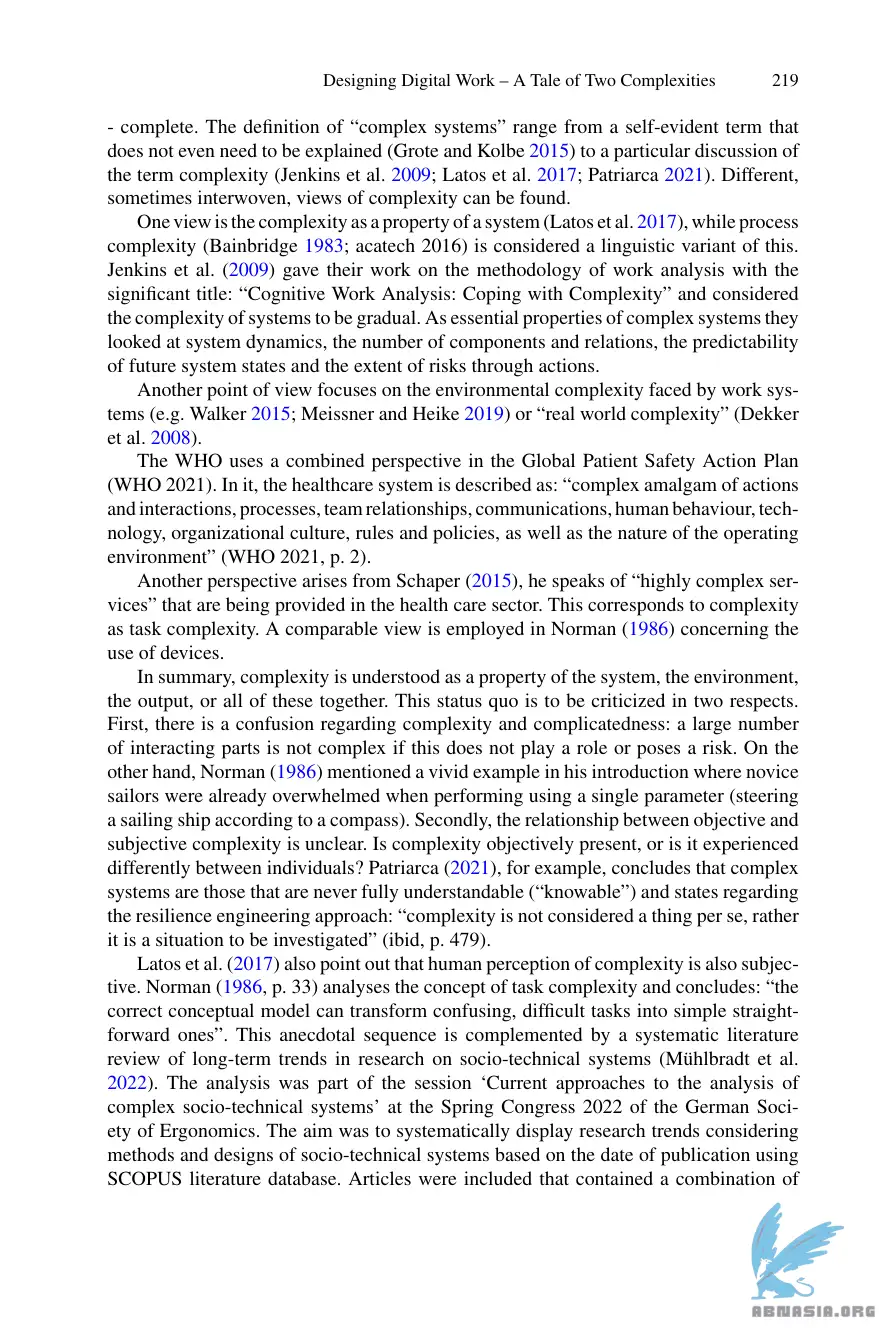 Designing Digital Work – A Tale of Two Complexities 219
- complete. The definition of “complex systems” range from a self-evident term that
does not even need to be explained (Grote and Kolbe 2015) to a particular discussion of
the term complexity (Jenkins et al. 2009; Latos et al. 2017; Patriarca 2021). Different,
sometimes interwoven, views of complexity can be found.
One view is the complexity as a property of a system (Latos et al. 2017), while process
complexity (Bainbridge 1983; acatech 2016) is considered a linguistic variant of this.
Jenkins et al. (2009) gave their work on the methodology of work analysis with the
significant title: “Cognitive Work Analysis: Coping with Complexity” and considered
the complexity of systems to be gradual. As essential properties of complex systems they
looked at system dynamics, the number of components and relations, the predictability
of future system states and the extent of risks through actions.
Another point of view focuses on the environmental complexity faced by work sys-
tems (e.g. Walker 2015; Meissner and Heike 2019) or “real world complexity” (Dekker
et al. 2008).
The WHO uses a combined perspective in the Global Patient Safety Action Plan
(WHO 2021). In it, the healthcare system is described as: “complex amalgam of actions
and interactions, processes, team relationships, communications, human behaviour, tech-
nology, organizational culture, rules and policies, as well as the nature of the operating
environment” (WHO 2021, p. 2).
Another perspective arises from Schaper (2015), he speaks of “highly complex ser-
vices” that are being provided in the health care sector. This corresponds to complexity
as task complexity. A comparable view is employed in Norman (1986) concerning the
use of devices.
In summary, complexity is understood as a property of the system, the environment,
the output, or all of these together. This status quo is to be criticized in two respects.
First, there is a confusion regarding complexity and complicatedness: a large number
of interacting parts is not complex if this does not play a role or poses a risk. On the
other hand, Norman (1986) mentioned a vivid example in his introduction where novice
sailors were already overwhelmed when performing using a single parameter (steering
a sailing ship according to a compass). Secondly, the relationship between objective and
subjective complexity is unclear. Is complexity objectively present, or is it experienced
differently between individuals? Patriarca (2021), for example, concludes that complex
systems are those that are never fully understandable (“knowable”) and states regarding
the resilience engineering approach: “complexity is not considered a thing per se, rather
it is a situation to be investigated” (ibid, p. 479).
Latos et al. (2017) also point out that human perception of complexity is also subjec-
tive. Norman (1986, p. 33) analyses the concept of task complexity and concludes: “the
correct conceptual model can transform confusing, difficult tasks into simple straight-
forward ones”. This anecdotal sequence is complemented by a systematic literature
review of long-term trends in research on socio-technical systems (Mühlbradt et al.
2022). The analysis was part of the session ‘Current approaches to the analysis of
complex socio-technical systems’ at the Spring Congress 2022 of the German Soci-
ety of Ergonomics. The aim was to systematically display research trends considering
methods and designs of socio-technical systems based on the date of publication using
SCOPUS literature database. Articles were included that contained a combination of
ABNASIA.ORG